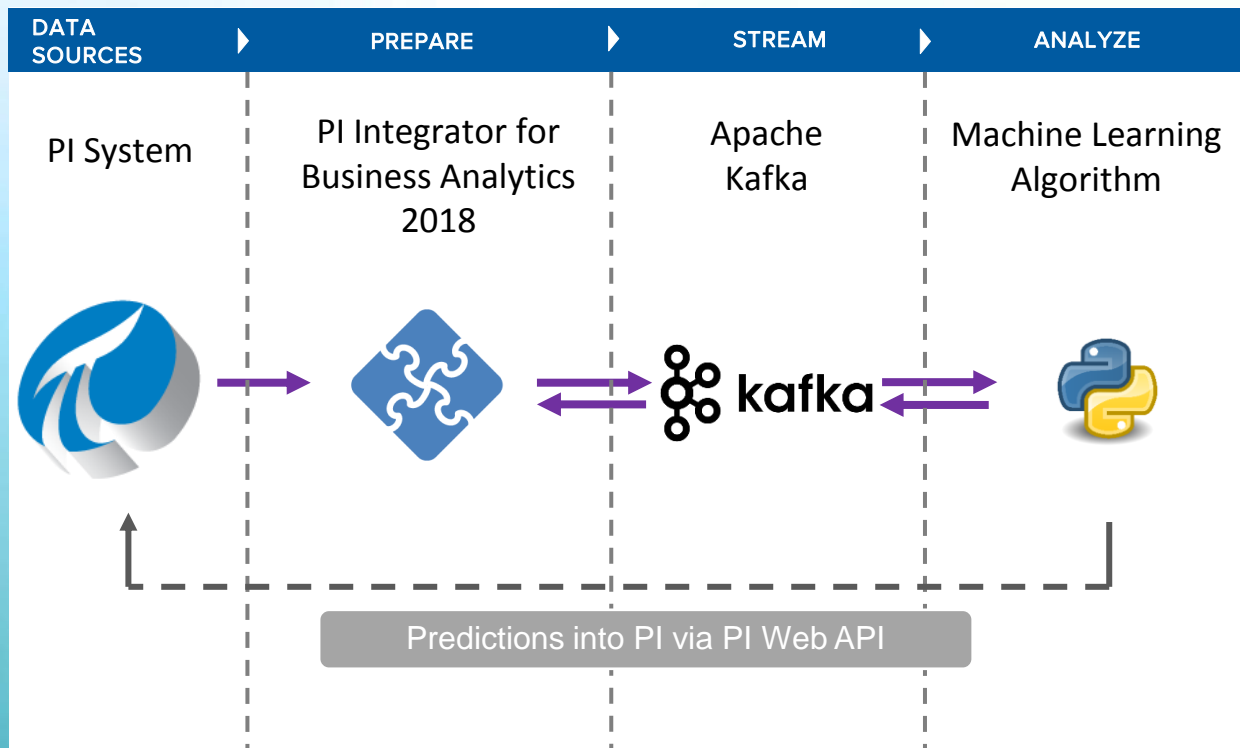 DATA
SOURCES
PREPARE
STREAM
ANALYZE
PI System
PI Integrator for
Business Analytics
2018
Apache
Kafka
Machine Learning
Algorithm
kafka
Predictions into PI via PI Web API